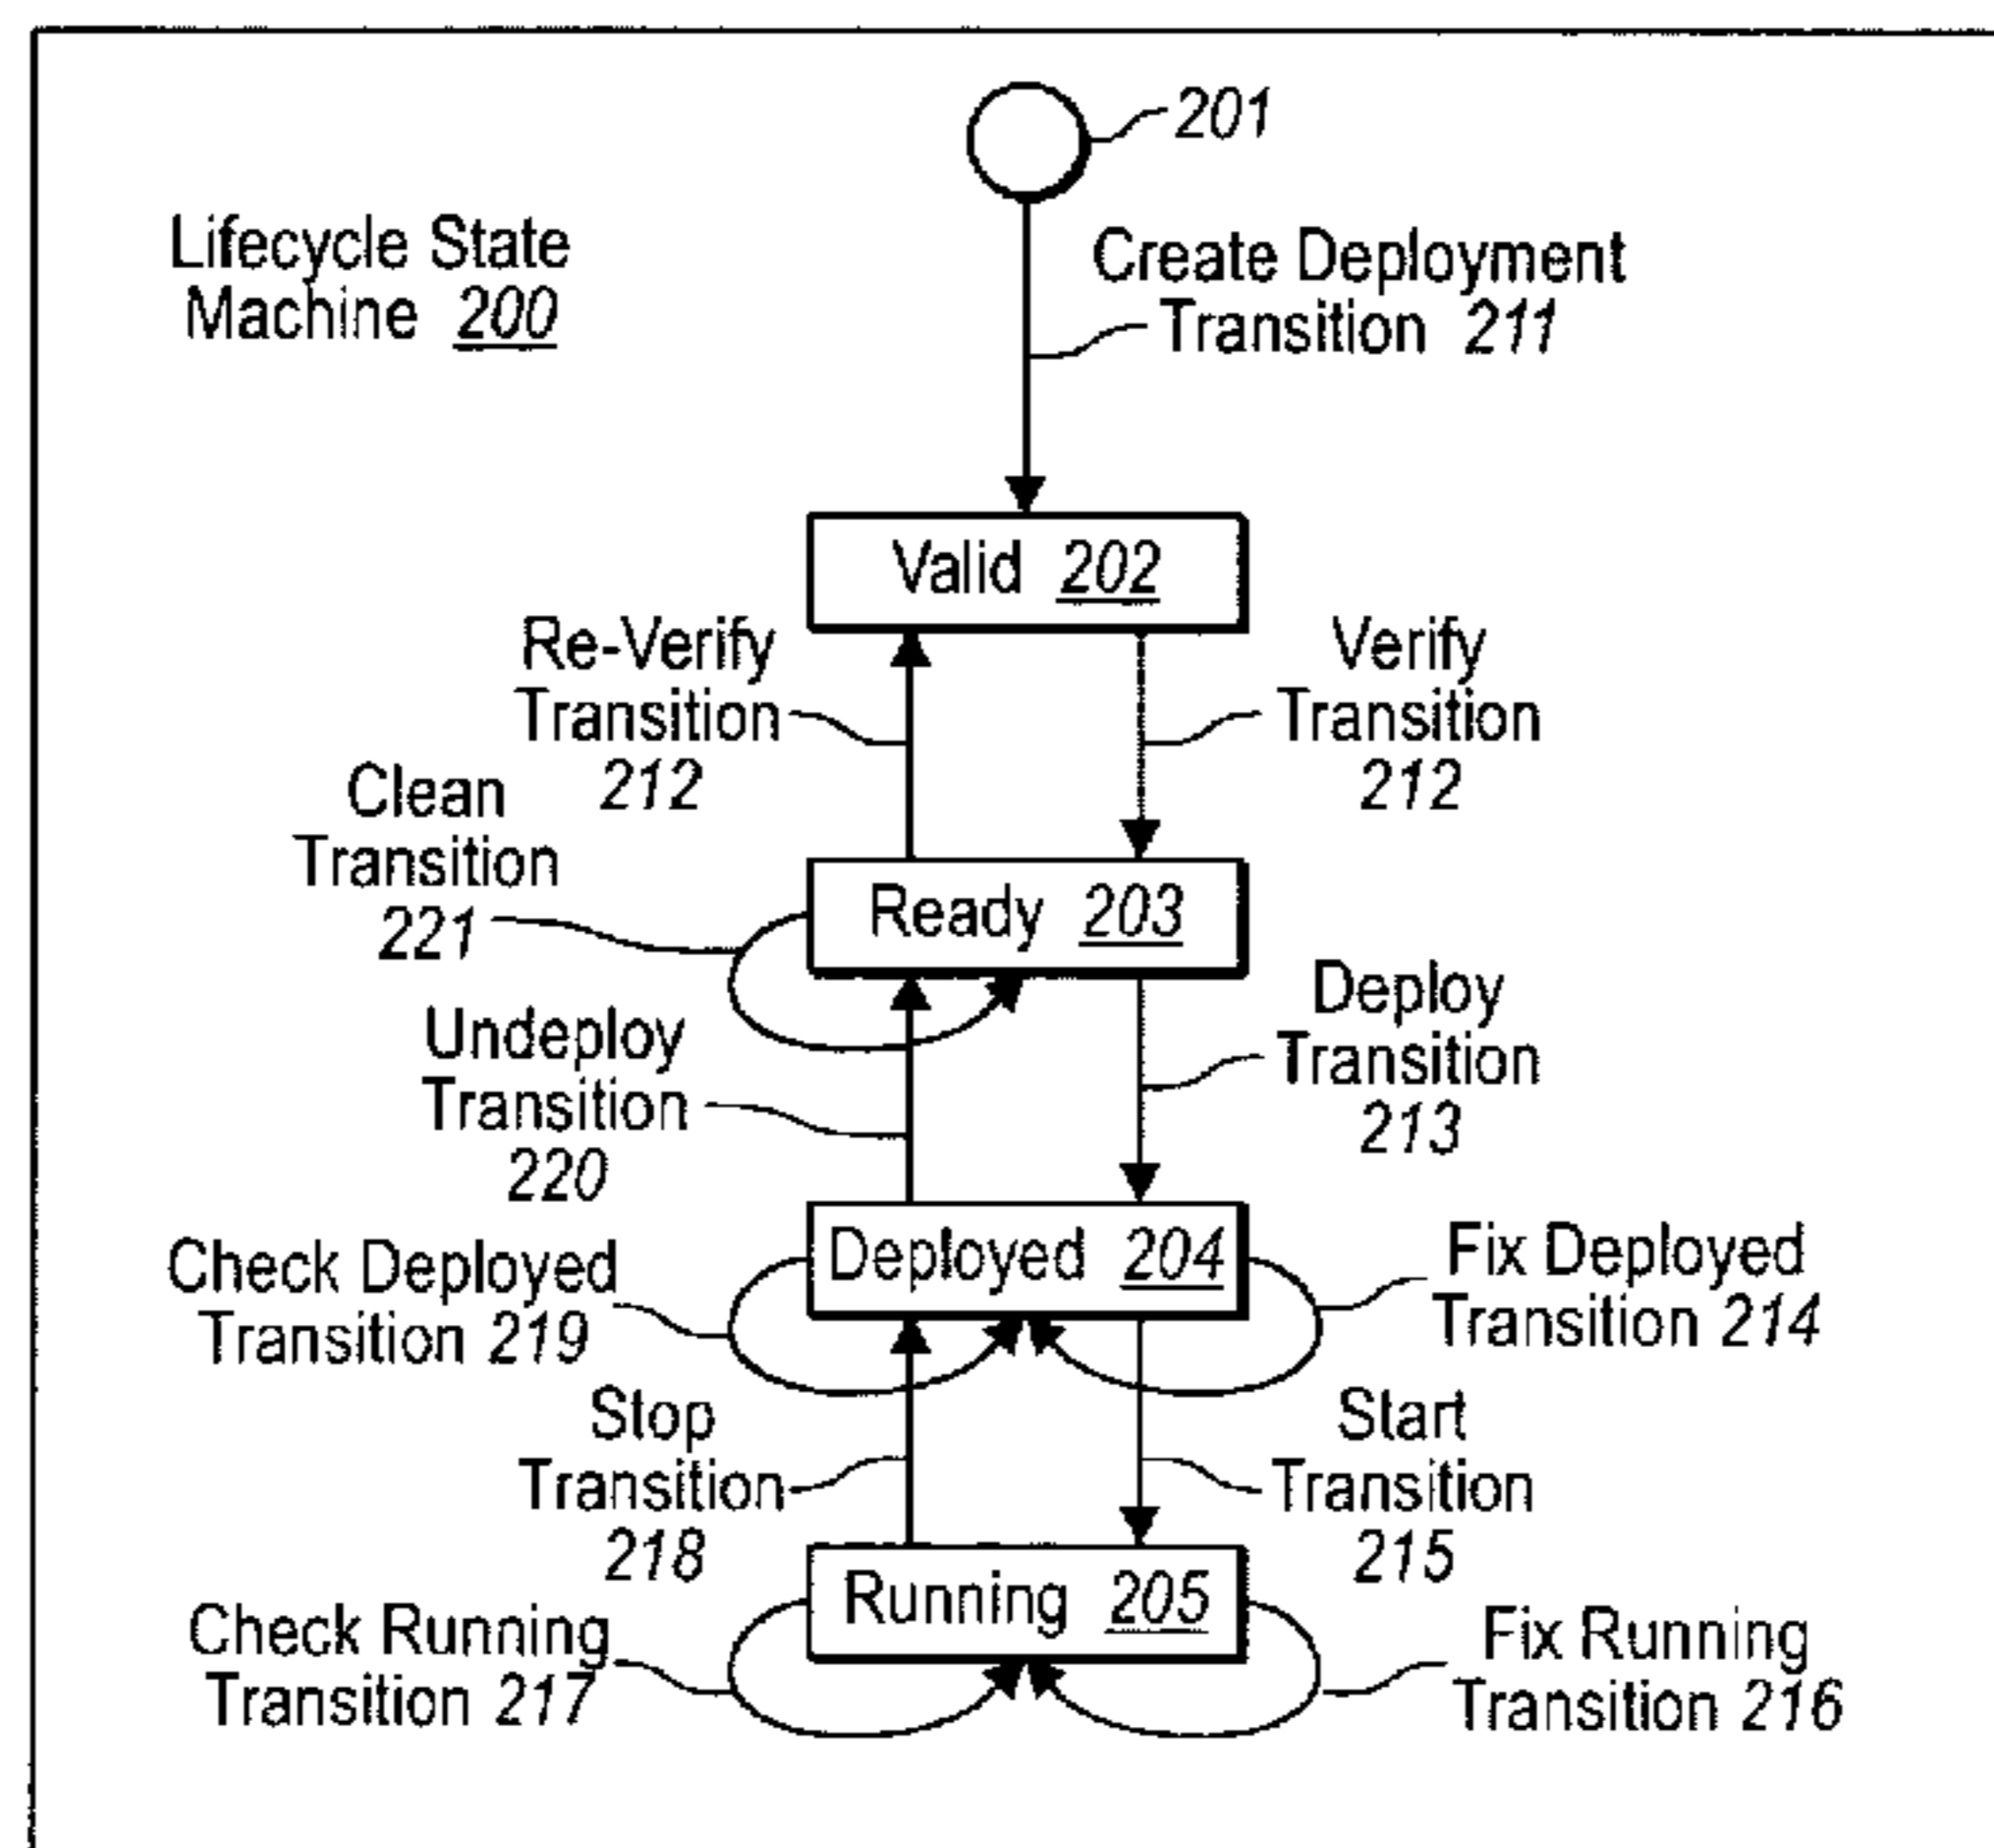 201
Lifecycle State
Machine 200
Create Deployment
Transition 211
Valid 202
Re-Verify
Transition
212
Verify
Transition
212
Clean
Transition
221
Ready 203
Undeploy
Transition
220
Deploy
Transition
213
Deployed 204
Check Deployed
Transition 219
Fix Deployed
Transition 214
Stop
Transition
218
Start
Transition
215
Running 205
Check Running
Transition 217
Fix Running
Transition 216